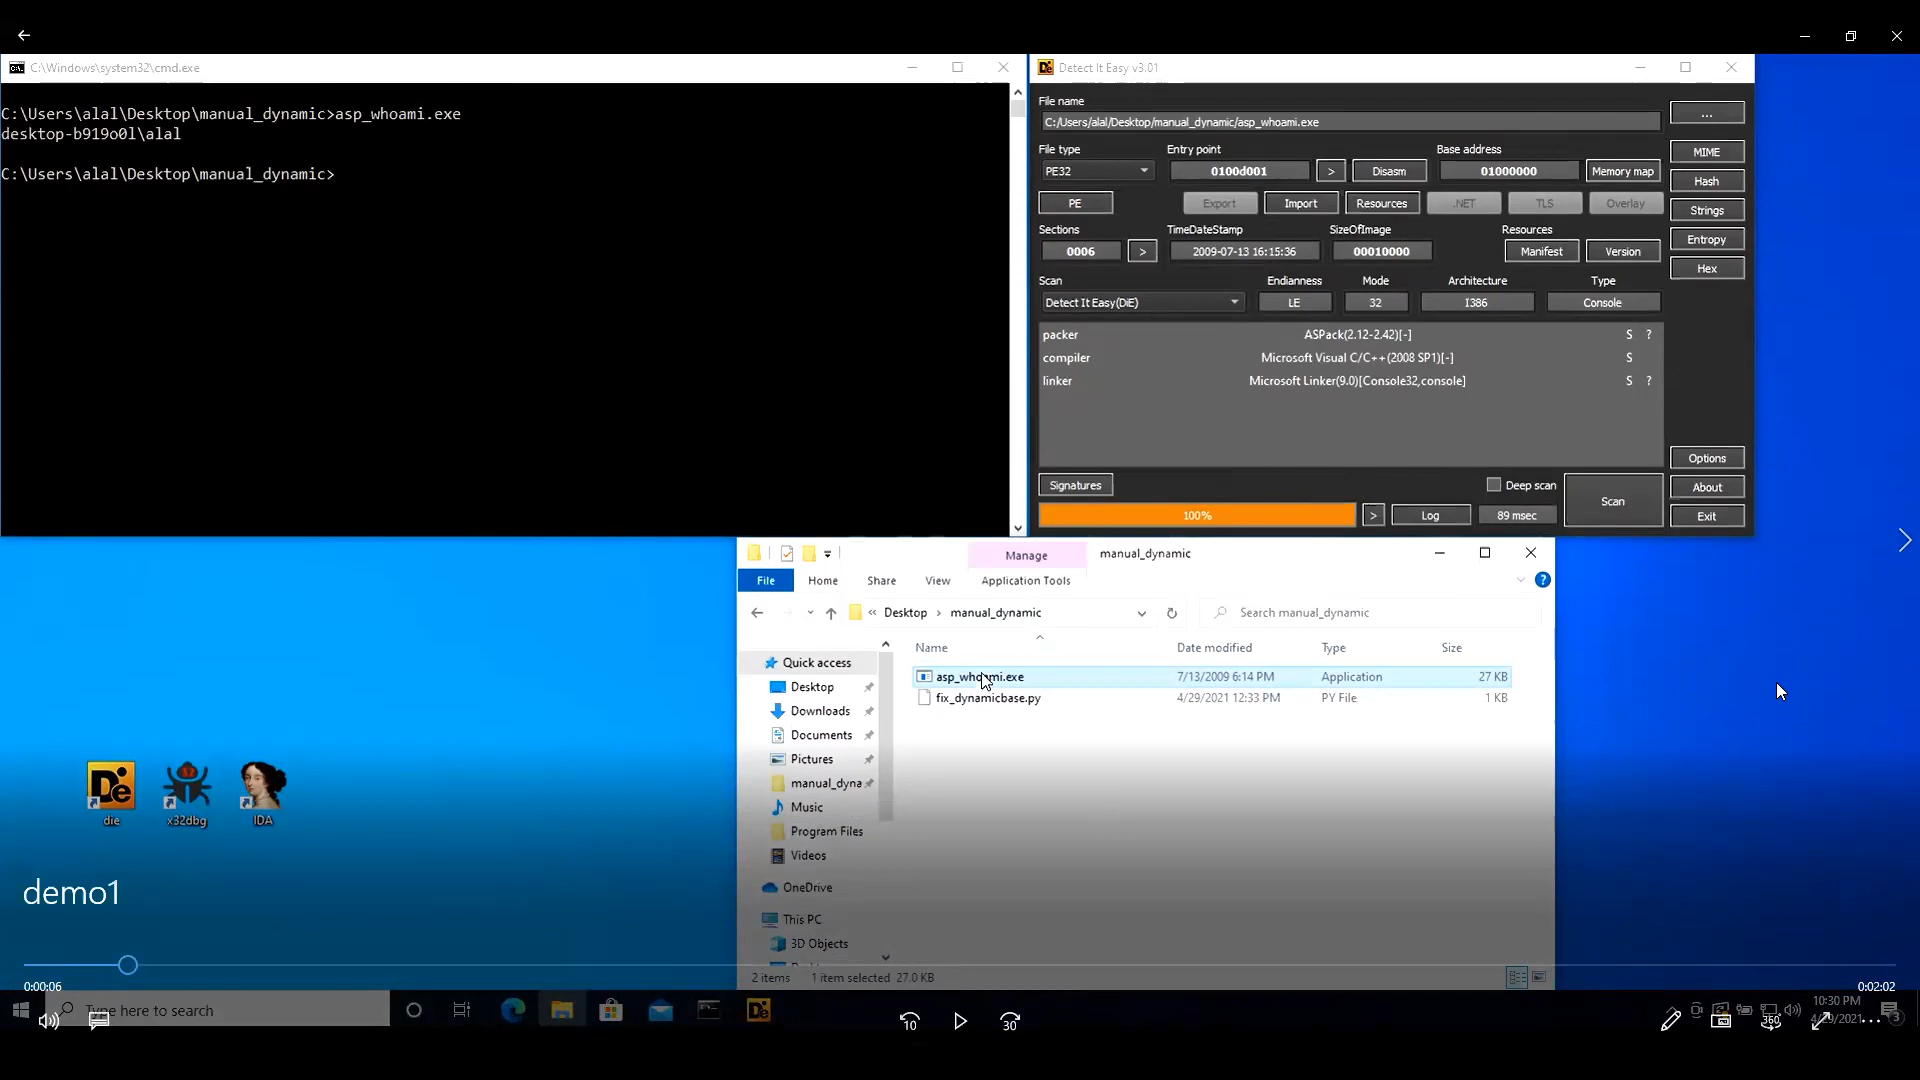 C:\Windows\system32\cmd.exe
C:\Users\alal\Desktop\manual_dynamic>asp_whoami.exe
desktop-b919o0l\alal
C:\Users\alal\Desktop\manual_dynamic>
Detect It Easy v3.01
File name
C:/Users/alal/Desktop/manual_dynamic/asp_whoami.exe
...
File type Entry point Base address
PE32 0100d001 > Disasm 01000000 Memory map
MIME
PE Export Import Resources .NET TLS Overlay
Hash
Strings
Sections TimeDateStamp SizeOfImage Resources
0006 > 2009-07-13 16:15:36 00010000 Manifest Version
Entropy
Hex
Scan Endianness Mode Architecture Type
Detect It Easy(DiE) LE 32 I386 Console
packer ASPack(2.12-2.42)[-] S ?
compiler Microsoft Visual C/C++(2008 SP1)[-] S
linker Microsoft Linker(9.0)[Console32,console] S ?
Options
Signatures Deep scan Scan About
100% > Log 89 msec Exit
Manage manual_dynamic
File Home Share View Application Tools
« Desktop › manual_dynamic Search manual_dynamic
Name Date modified Type Size
Quick access
asp_whoami.exe 7/13/2009 6:14 PM Application 27 KB
fix_dynamicbase.py 4/29/2021 12:33 PM PY File 1 KB
Desktop
Downloads
Documents
Pictures
manual_dyna
Music
Program Files
Videos
OneDrive
This PC
3D Objects
2 items 1 item selected 27.0 KB
die x32dbg IDA
demo1
0:00:06 0:02:02
Type here to search
10 30
360
10:30 PM
4/29/2021
3